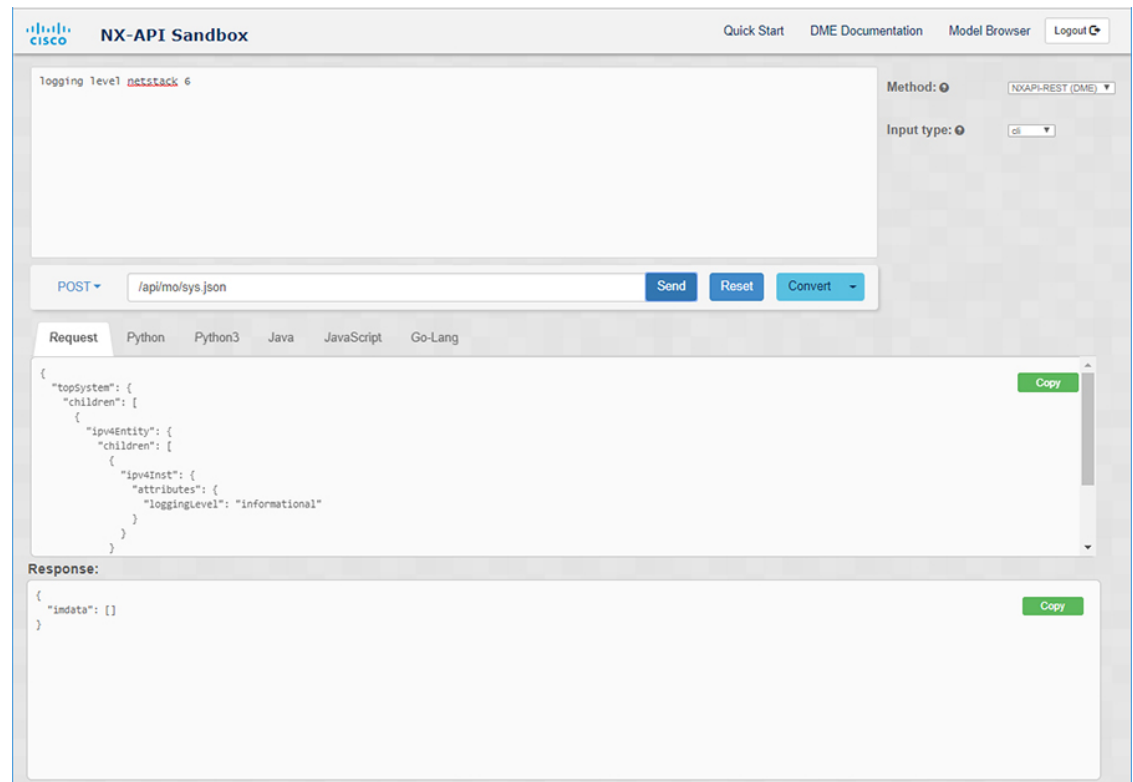 CISCO NX-API Sandbox Quick Start DME Documentation Model Browser Logout
logging level netstack 6
Method:
NXAPI-REST (DME)
Input type:
cli
POST /api/mo/sys.json Send Reset Convert
Request Python Python3 Java JavaScript Go-Lang
Copy
{
"topSystem": {
"children": [
{
"ipv4Entity": {
"children": [
{
"ipv4Inst": {
"attributes": {
"loggingLevel": "informational"
}
}
}
Response:
Copy
{
"imdata": []
}